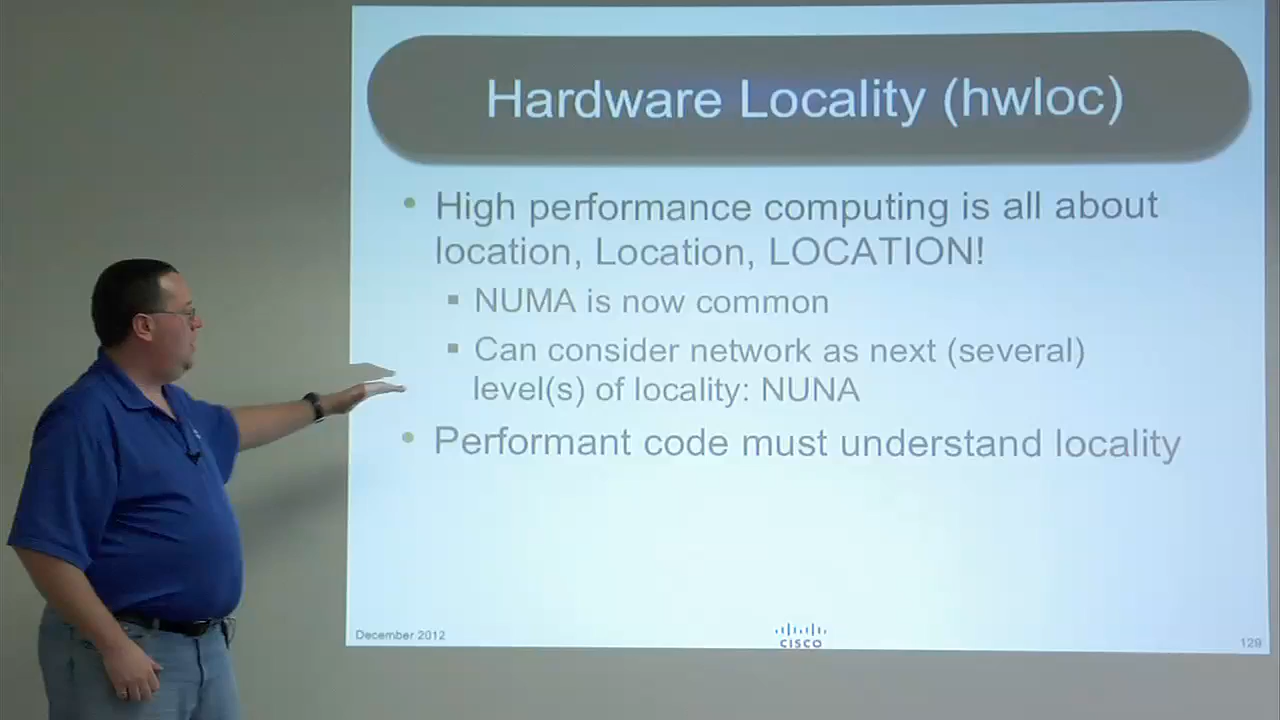 Hardware Locality (hwloc)
• High performance computing is all about
location, Location, LOCATION!
▪ NUMA is now common
▪ Can consider network as next (several)
level(s) of locality: NUNA
• Performant code must understand locality
December 2012
CISCO
129